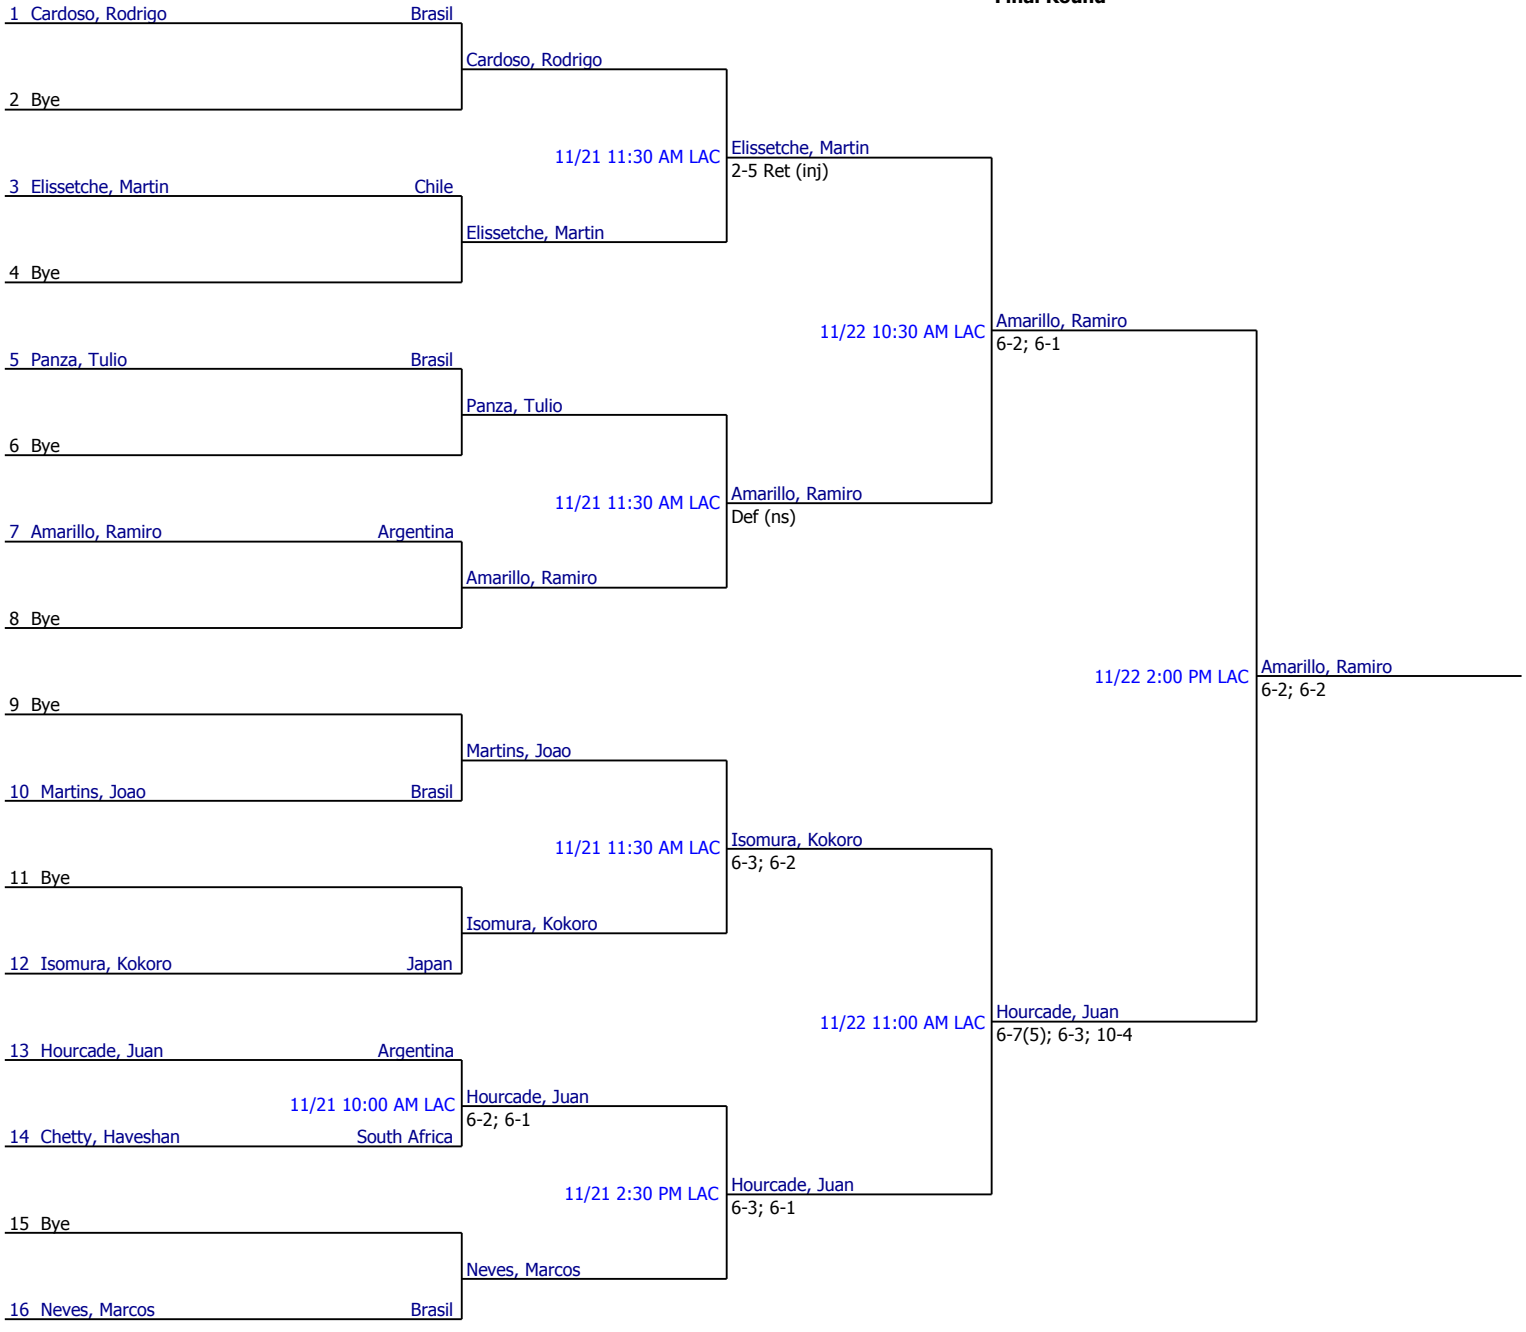 Final Round
1 Cardoso, Rodrigo Brasil
Cardoso, Rodrigo
2 Bye
11/21 11:30 AM LAC
Elissetche, Martin
2-5 Ret (inj)
3 Elissetche, Martin Chile
Elissetche, Martin
4 Bye
11/22 10:30 AM LAC
Amarillo, Ramiro
6-2; 6-1
5 Panza, Tulio Brasil
Panza, Tulio
6 Bye
11/21 11:30 AM LAC
Amarillo, Ramiro
Def (ns)
7 Amarillo, Ramiro Argentina
Amarillo, Ramiro
8 Bye
11/22 2:00 PM LAC
Amarillo, Ramiro
6-2; 6-2
9 Bye
Martins, Joao
10 Martins, Joao Brasil
11/21 11:30 AM LAC
Isomura, Kokoro
6-3; 6-2
11 Bye
Isomura, Kokoro
12 Isomura, Kokoro Japan
11/22 11:00 AM LAC
Hourcade, Juan
6-7(5); 6-3; 10-4
13 Hourcade, Juan Argentina
11/21 10:00 AM LAC
Hourcade, Juan
6-2; 6-1
14 Chetty, Haveshan South Africa
11/21 2:30 PM LAC
Hourcade, Juan
6-3; 6-1
15 Bye
Neves, Marcos
16 Neves, Marcos Brasil